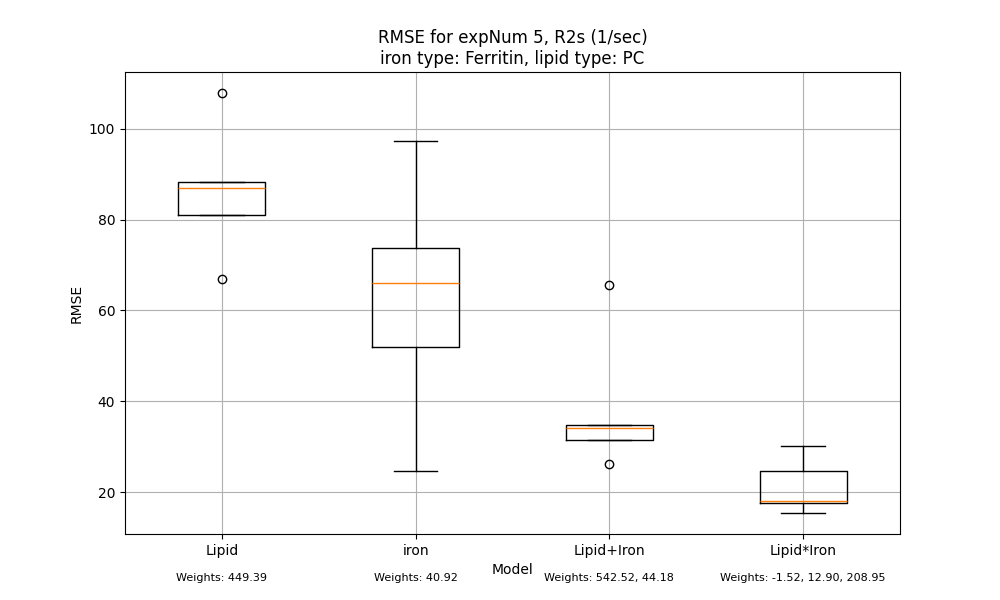 RMSE for expNum 5, R2s (1/sec)
iron type: Ferritin, lipid type: PC
RMSE
100
80
60
40
20
Lipid
iron
Lipid+Iron
Lipid*Iron
Model
Weights: 449.39
Weights: 40.92
Weights: 542.52, 44.18
Weights: -1.52, 12.90, 208.95